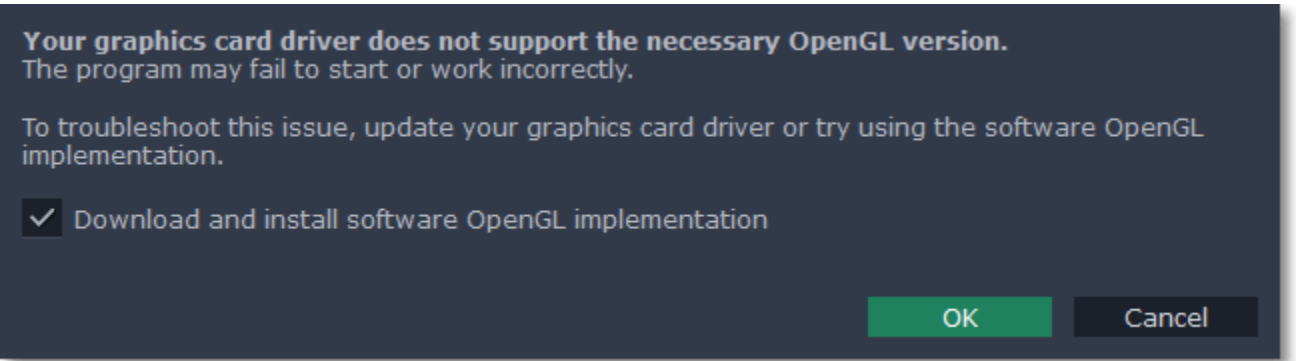 Your graphics card driver does not support the necessary OpenGL version.
The program may fail to start or work incorrectly.
To troubleshoot this issue, update your graphics card driver or try using the software OpenGL
implementation.
Download and install software OpenGL implementation
OK Cancel